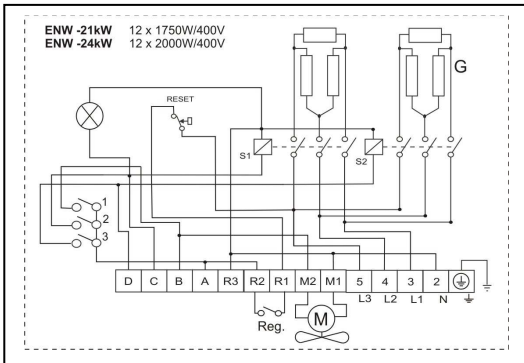 ENW -21kW 12 x 1750W/400V
ENW -24kW 12 x 2000W/400V
G
RESET
S1
S2
1
2
3
D C B A R3 R2 R1 M2 M1 5 4 3 2
L3 L2 L1 N
Reg.
M